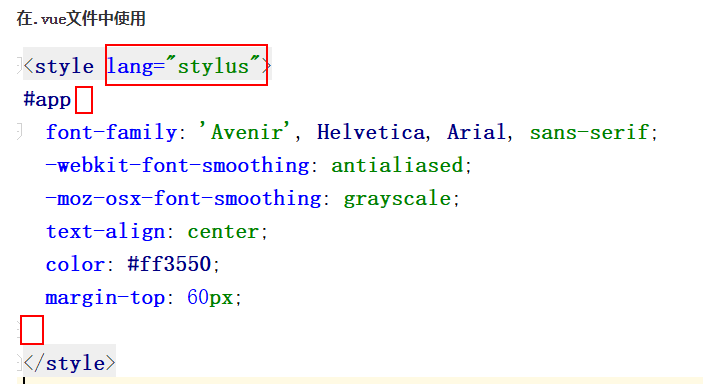 在.vue文件中使用
<style lang="stylus">
#app
font-family: 'Avenir', Helvetica, Arial, sans-serif;
-webkit-font-smoothing: antialiased;
-moz-osx-font-smoothing: grayscale;
text-align: center;
color: #ff3550;
margin-top: 60px;
</style>